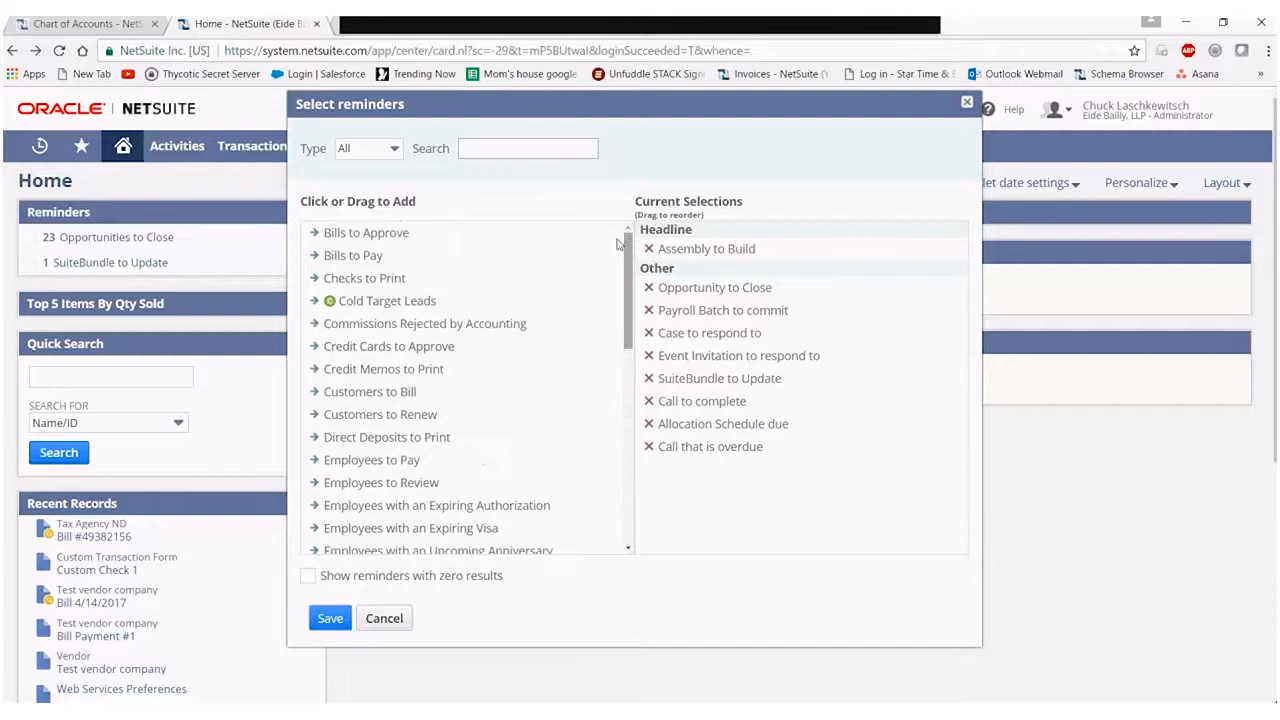 Chart of Accounts - NetS
Home - NetSuite (Eide B
NetSuite Inc. [US]
https://system.netsuite.com/app/center/card.nl?sc=-29&t=mP5BUtwaI&loginSucceeded=T&whence=
Apps
New Tab
Thycotic Secret Server
Login | Salesforce
Trending Now
Mom's house google
Unfuddle STACK Sign
Invoices - NetSuite (
Log in - Star Time & E
Outlook Webmail
Schema Browser
Asana
»
ORACLE | NETSUITE
Help
Chuck Laschkewitsch
Eide Bailly, LLP - Administrator
Activities
Transaction
Home
let date settings
Personalize
Layout
Reminders
23 Opportunities to Close
1 SuiteBundle to Update
Top 5 Items By Qty Sold
Quick Search
SEARCH FOR
Name/ID
Search
Recent Records
Tax Agency ND
Bill #49382156
Custom Transaction Form
Custom Check 1
Test vendor company
Bill 4/14/2017
Test vendor company
Bill Payment #1
Vendor
Test vendor company
Web Services Preferences
Select reminders
Type
All
Search
Click or Drag to Add
Bills to Approve
Bills to Pay
Checks to Print
Cold Target Leads
Commissions Rejected by Accounting
Credit Cards to Approve
Credit Memos to Print
Customers to Bill
Customers to Renew
Direct Deposits to Print
Employees to Pay
Employees to Review
Employees with an Expiring Authorization
Employees with an Expiring Visa
Employees with an Upcoming Anniversary
Current Selections
(Drag to reorder)
Headline
Assembly to Build
Other
Opportunity to Close
Payroll Batch to commit
Case to respond to
Event Invitation to respond to
SuiteBundle to Update
Call to complete
Allocation Schedule due
Call that is overdue
Show reminders with zero results
Save
Cancel